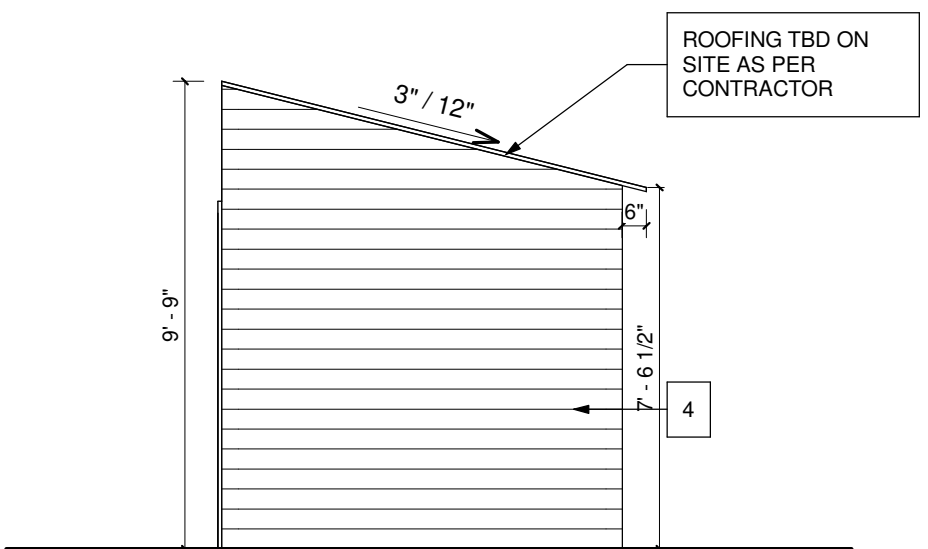 ROOFING TBD ON
SITE AS PER
CONTRACTOR
3" / 12"
6"
9' - 9"
7' - 6 1/2"
4